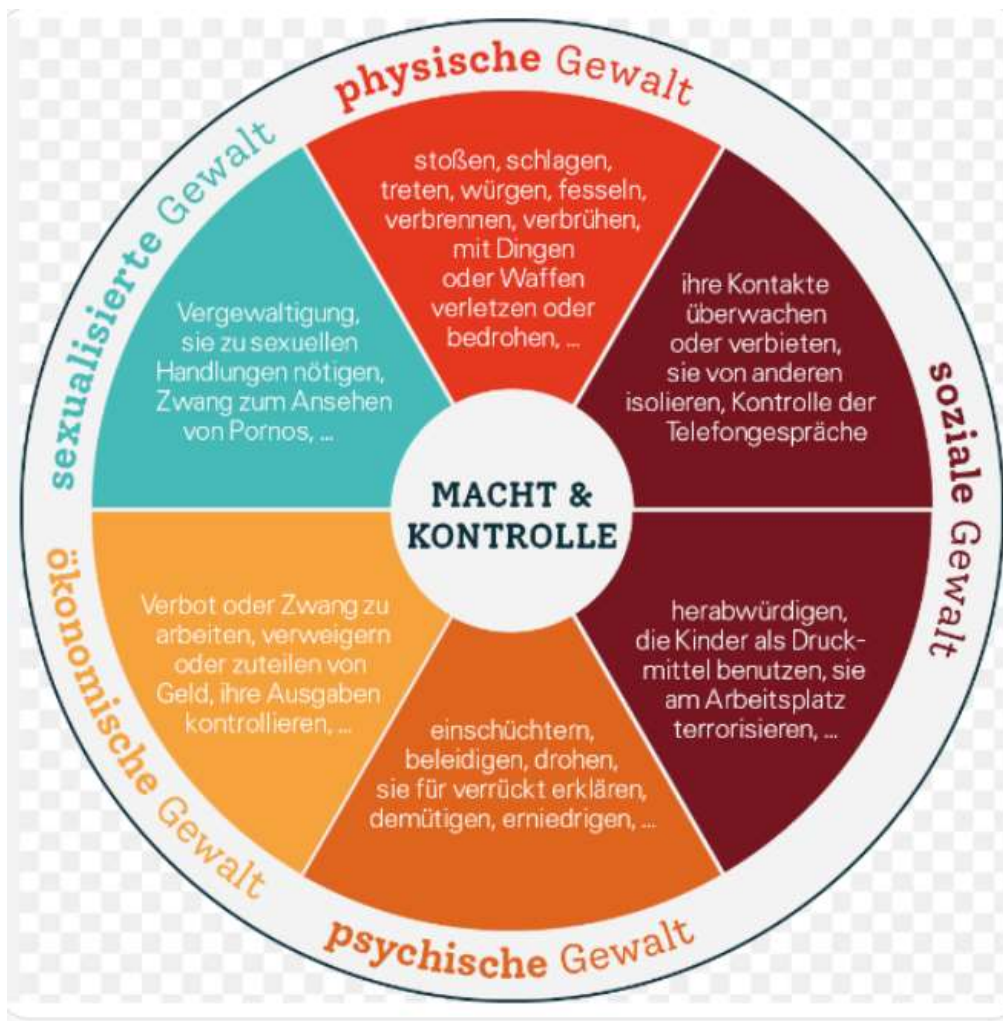 physische Gewalt
stoßen, schlagen,
treten, würgen, fesseln,
verbrennen, verbrühen,
mit Dingen
oder Waffen
verletzen oder
bedrohen, ...
soziale Gewalt
ihre Kontakte
überwachen
oder verbieten,
sie von anderen
isolieren, Kontrolle der
Telefongespräche
herabwürdigen,
die Kinder als Druck-
mittel benutzen, sie
am Arbeitsplatz
terrorisieren, ...
psychische Gewalt
einschüchtern,
beleidigen, drohen,
sie für verrückt erklären,
demütigen, erniedrigen, ...
ökonomische Gewalt
Verbot oder Zwang zu
arbeiten, verweigern
oder zuteilen von
Geld, ihre Ausgaben
kontrollieren, ...
sexualisierte Gewalt
Vergewaltigung,
sie zu sexuellen
Handlungen nötigen,
Zwang zum Ansehen
von Pornos, ...
MACHT &
KONTROLLE